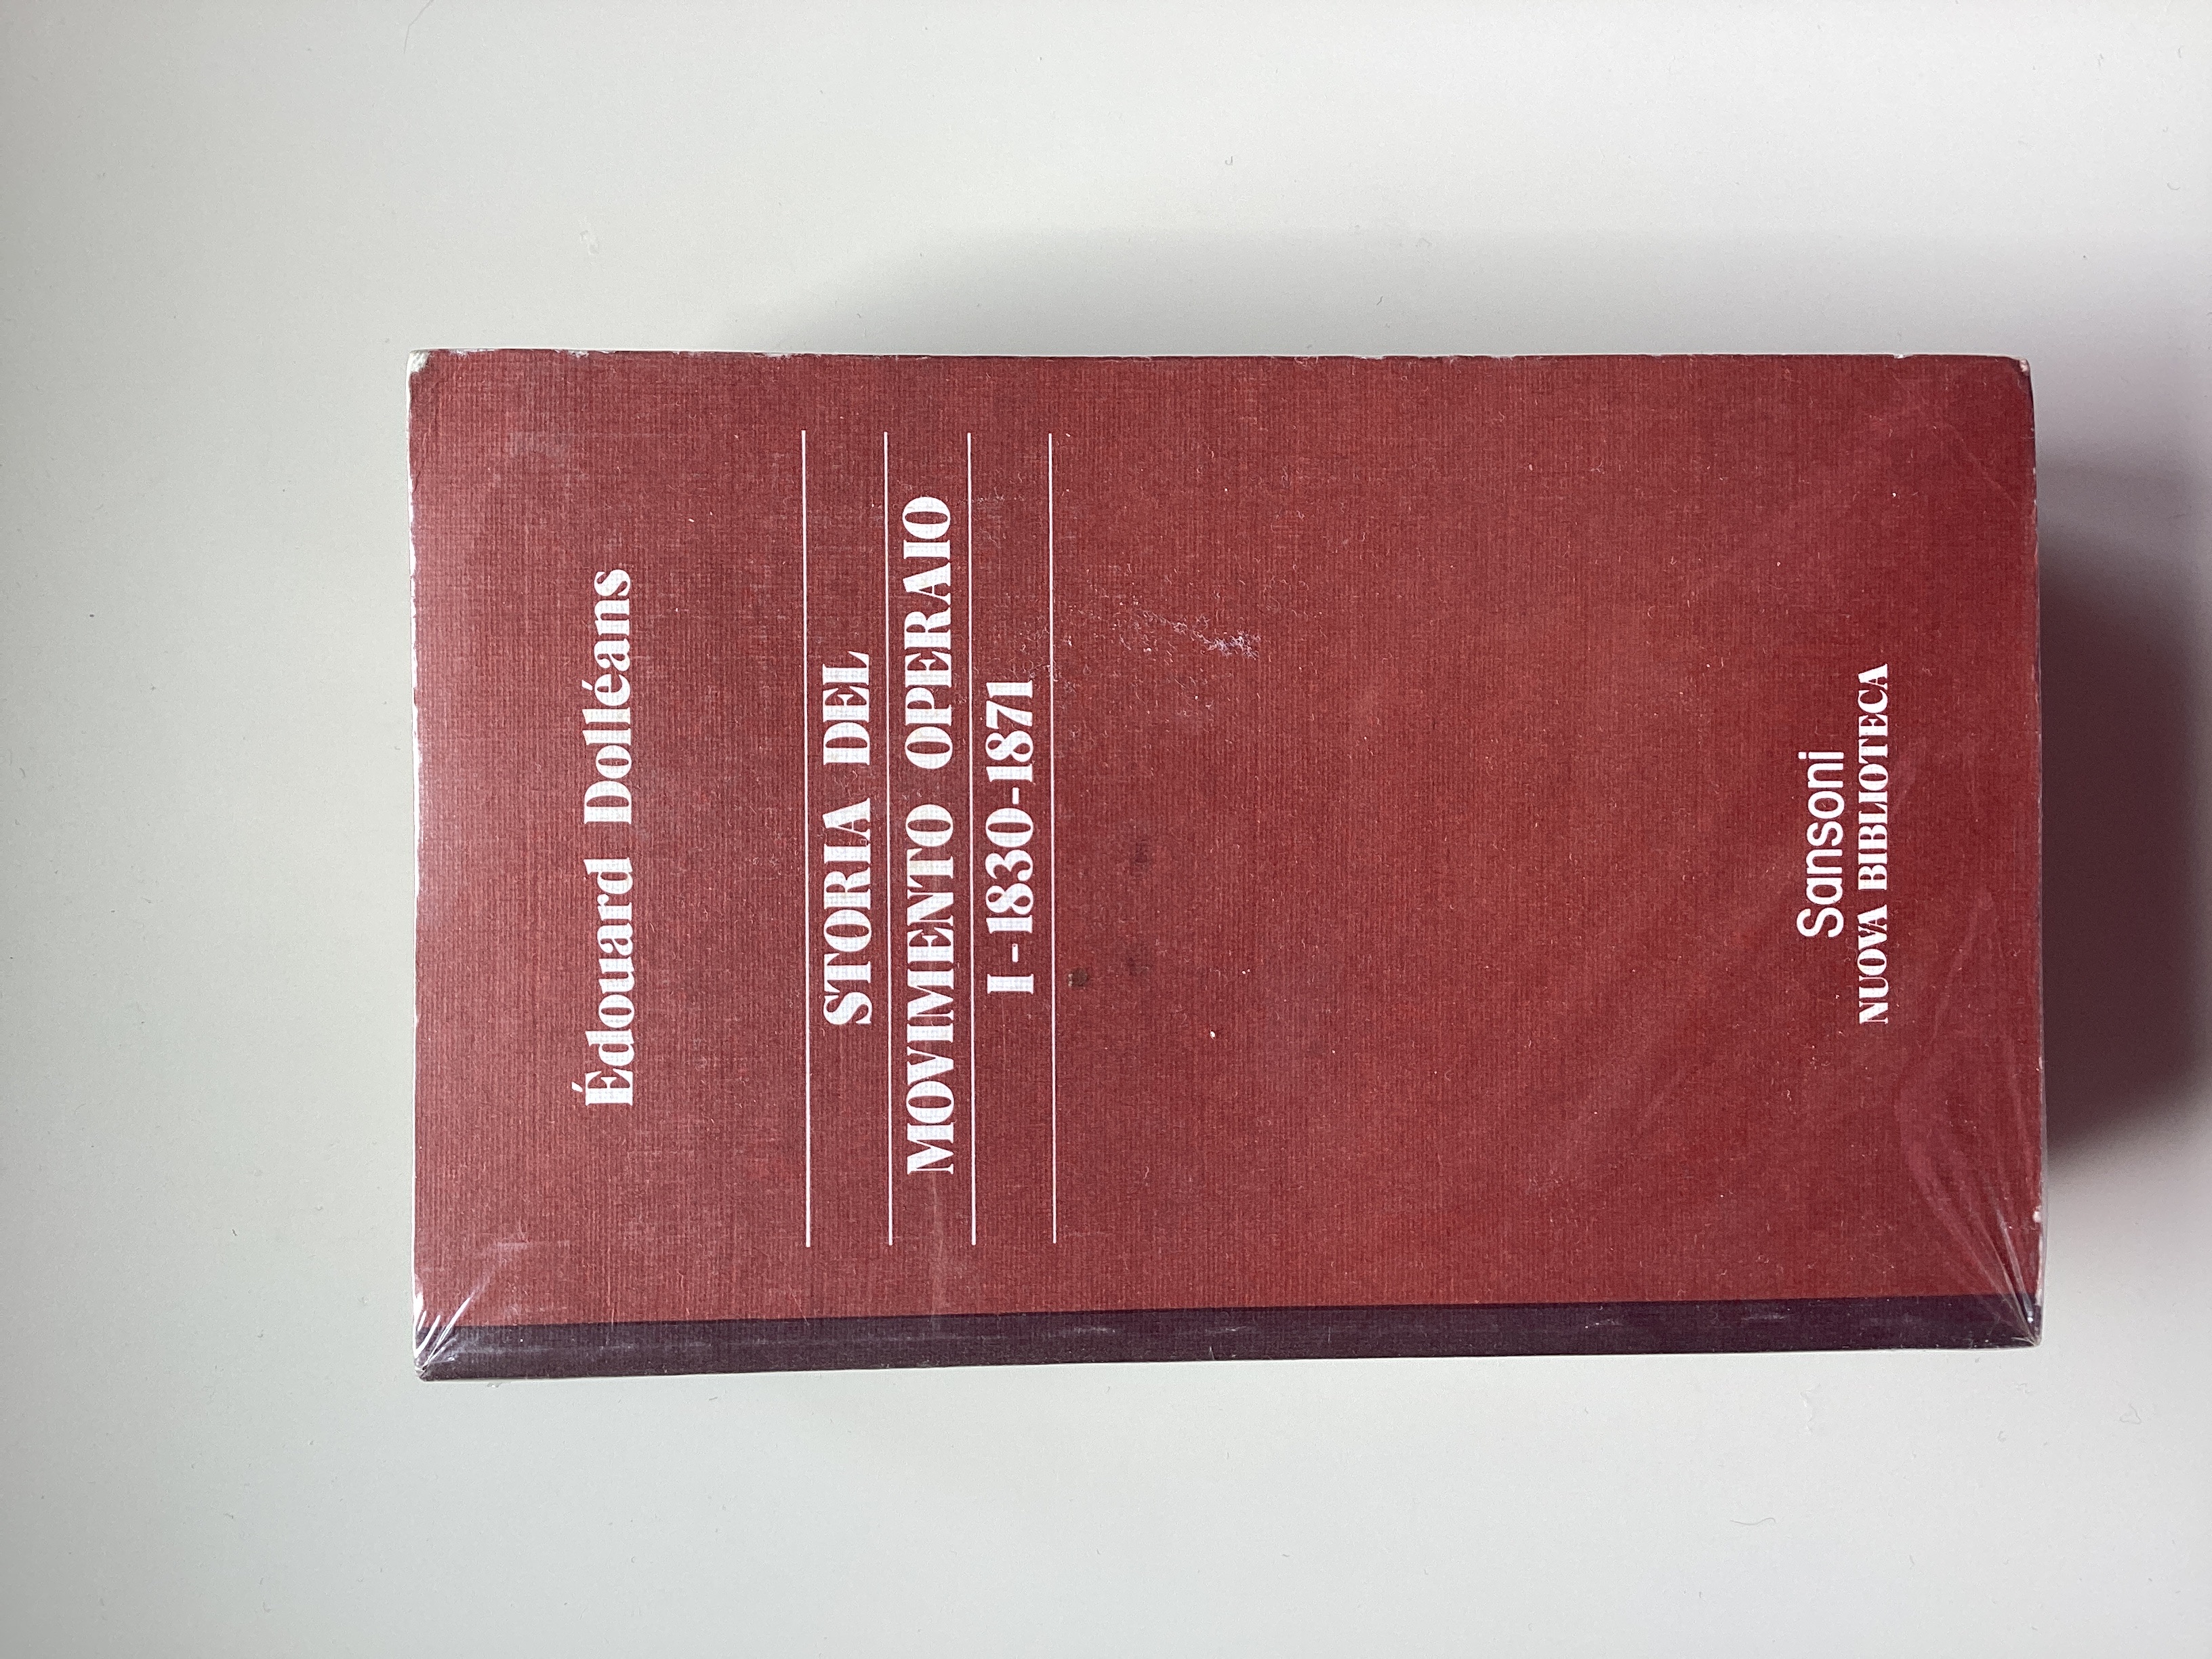 Édouard Dolléans
STORIA DEL
MOVIMENTO OPERAIO
I-1830-1871
Sansoni
NUOVA BIBLIOTECA